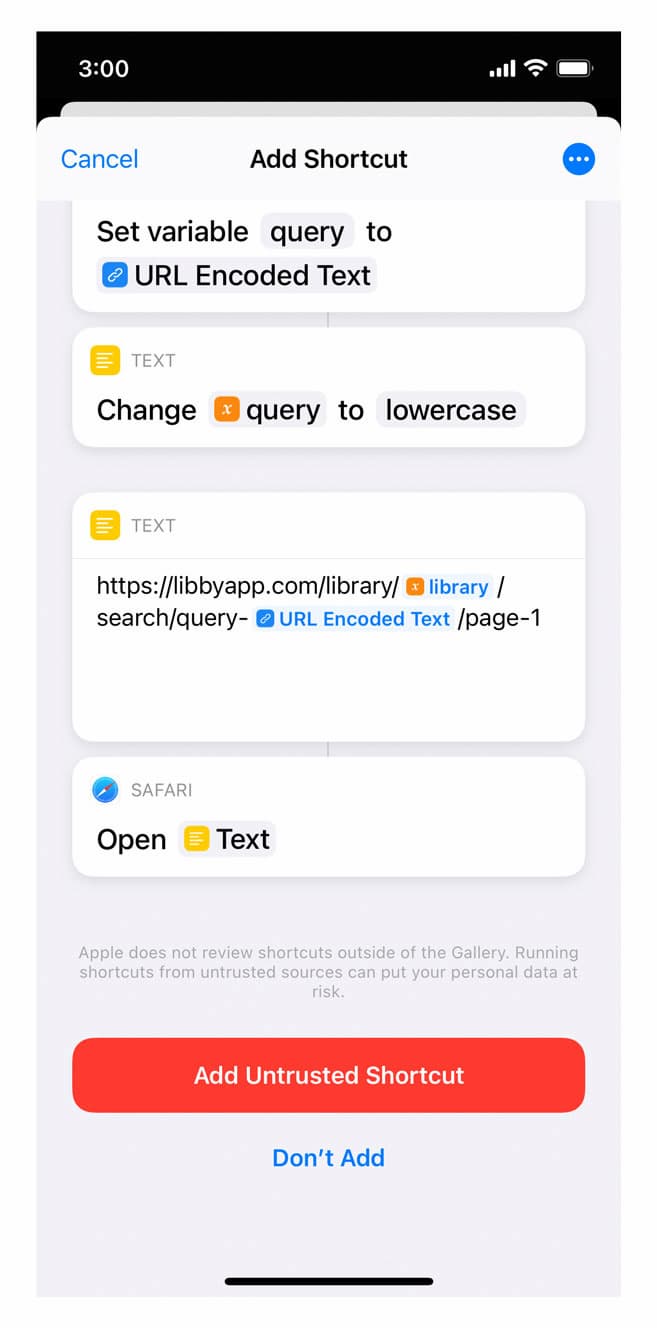 3:00
Cancel Add Shortcut
Set variable query to
URL Encoded Text
TEXT
Change x query to lowercase
TEXT
https://libbyapp.com/library/ x library /
search/query- URL Encoded Text /page-1
SAFARI
Open Text
Apple does not review shortcuts outside of the Gallery. Running
shortcuts from untrusted sources can put your personal data at
risk.
Add Untrusted Shortcut
Don’t Add